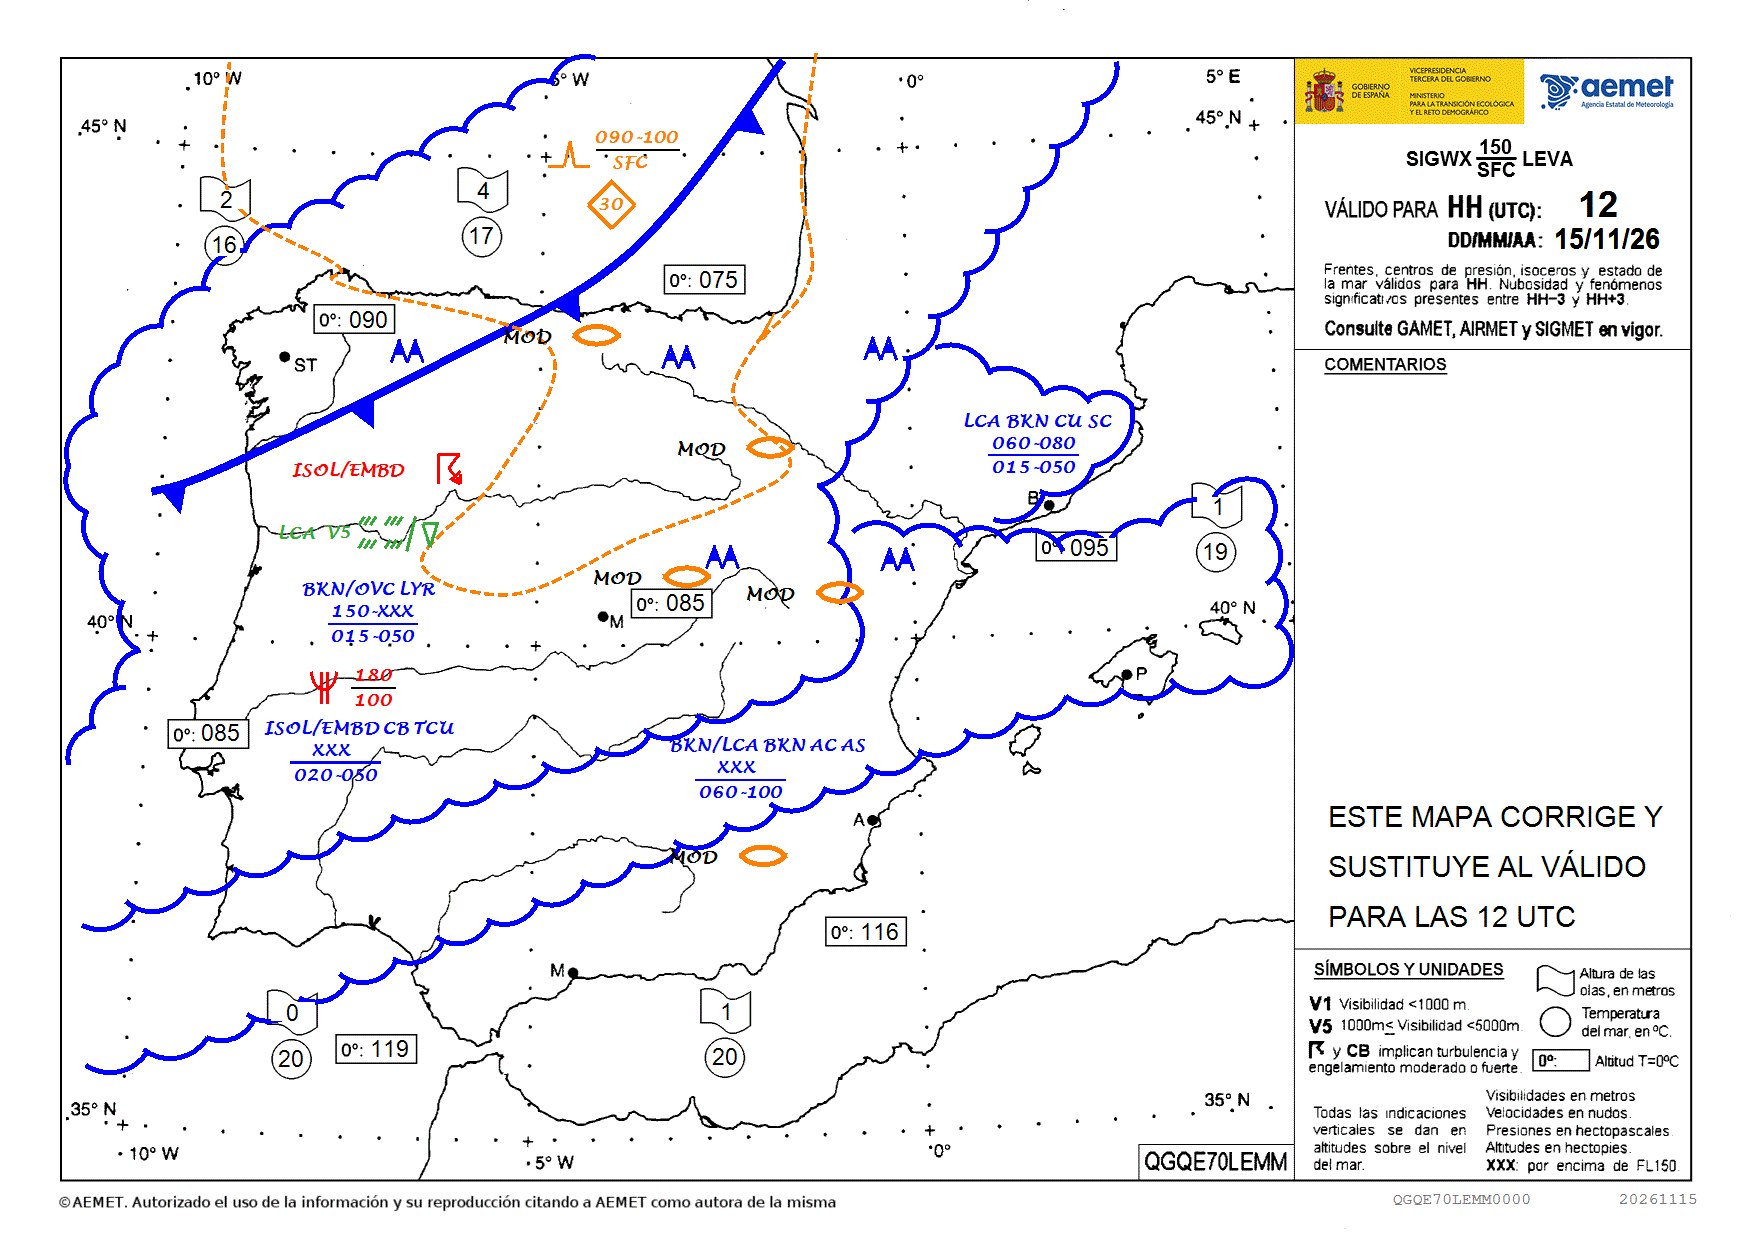 10° W
5° W
0°
5° E
45° N
45° N
090-100
SFC
30
2
16
4
17
0°: 075
0°: 090
MOD
ST
LCA BKN CU SC
060-080
015-050
MOD
ISOL/EMBD
B
1
19
LCA V5
0°: 095
MOD
MOD
BKN/OVC LYR
150-XXX
015-050
0°: 085
M
40° N
40° N
180
100
P
0°: 085
ISOL/EMBD CB TCU
XXX
020-050
BKN/LCA BKN AC AS
XXX
060-100
A
MOD
0°: 116
M
0
20
0°: 119
1
20
35° N
35° N
10° W
5° W
0°
QGQE70LEMM
GOBIERNO
DE ESPAÑA
VICEPRESIDENCIA
TERCERA DEL GOBIERNO
MINISTERIO
PARA LA TRANSICIÓN ECOLÓGICA
Y EL RETO DEMOGRÁFICO
aemet
Agencia Estatal de Meteorología
SIGWX 150 LEVA
SFC
VÁLIDO PARA HH (UTC): 12
DD/MM/AA: 15/11/26
Frentes, centros de presión, isoceros y estado de
la mar válidos para HH. Nubosidad y fenómenos
significativos presentes entre HH-3 y HH+3.
Consulte GAMET, AIRMET y SIGMET en vigor.
COMENTARIOS
ESTE MAPA CORRIGE Y
SUSTITUYE AL VÁLIDO
PARA LAS 12 UTC
SÍMBOLOS Y UNIDADES
V1 Visibilidad <1000 m.
V5 1000m≤ Visibilidad <5000m.
y CB implican turbulencia y
engelamiento moderado o fuerte.
Altura de las
olas, en metros
Temperatura
del mar, en ºC.
0º: Altitud T=0ºC
Todas las indicaciones
verticales se dan en
altitudes sobre el nivel
del mar.
Visibilidades en metros
Velocidades en nudos.
Presiones en hectopascales.
Altitudes en hectopies.
XXX: por encima de FL150.
©AEMET. Autorizado el uso de la información y su reproducción citando a AEMET como autora de la misma
QGQE70LEMM0000 20261115